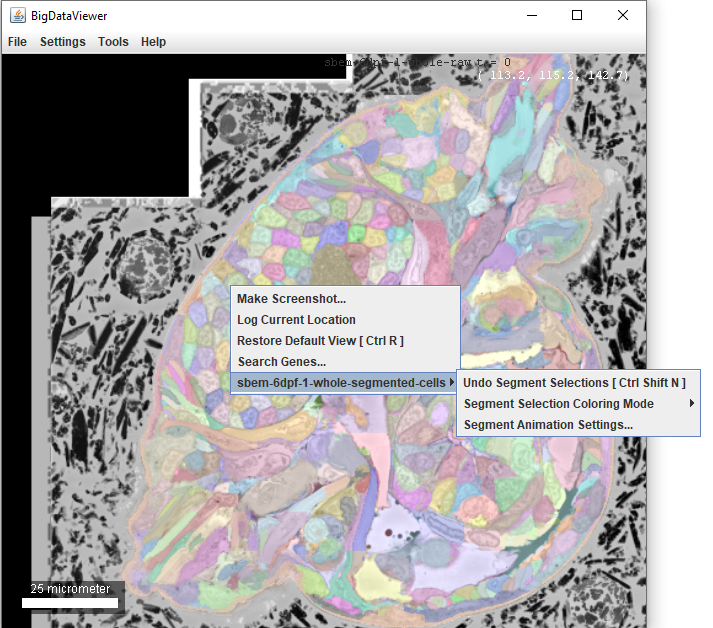 BigDataViewer
File Settings Tools Help
sbem-6dpf-1-whole-raw t = 0
( 113.2, 115.2, 142.7)
Make Screenshot...
Log Current Location
Restore Default View [ Ctrl R ]
Search Genes...
sbem-6dpf-1-whole-segmented-cells
Undo Segment Selections [ Ctrl Shift N ]
Segment Selection Coloring Mode
Segment Animation Settings...
25 micrometer